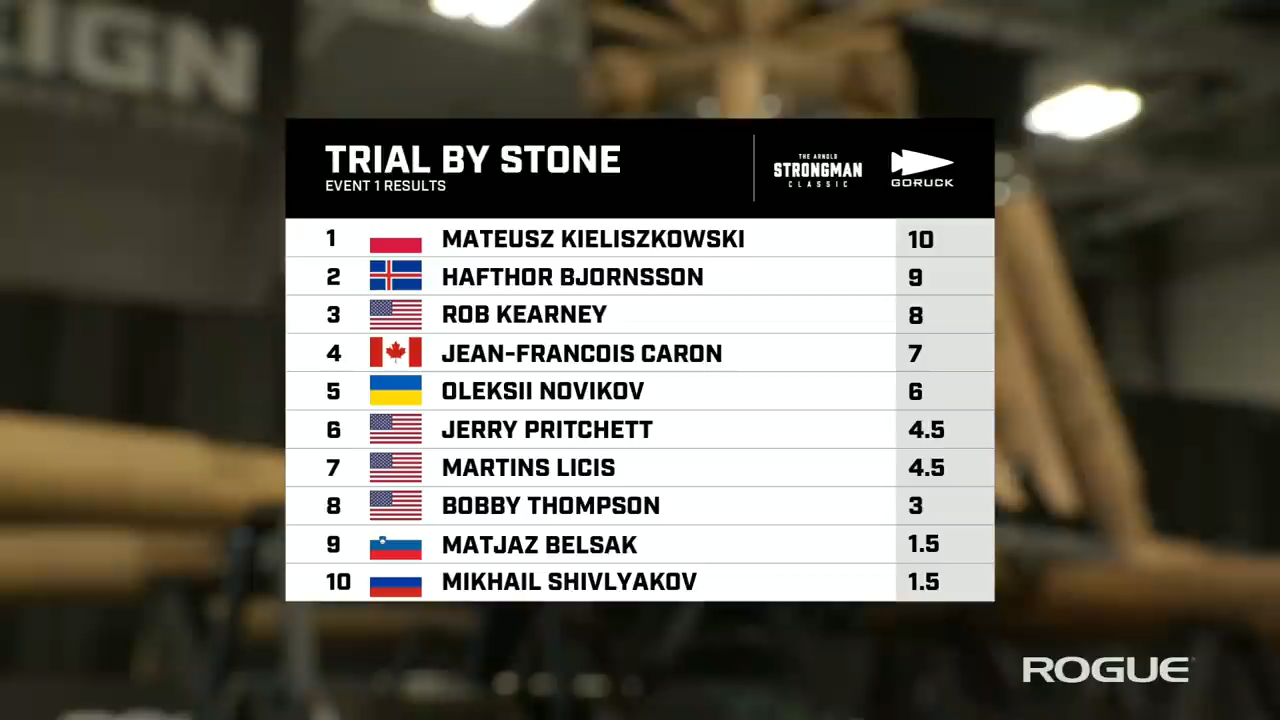 IGN
TRIAL BY STONE
EVENT 1 RESULTS
THE ARNOLD
STRONGMAN
CLASSIC
GORUCK
1 MATEUSZ KIELISZKOWSKI 10
2 HAFTHOR BJORNSSON 9
3 ROB KEARNEY 8
4 JEAN-FRANCOIS CARON 7
5 OLEKSII NOVIKOV 6
6 JERRY PRITCHETT 4.5
7 MARTINS LICIS 4.5
8 BOBBY THOMPSON 3
9 MATJAZ BELSAK 1.5
10 MIKHAIL SHIVLYAKOV 1.5
ROGUE